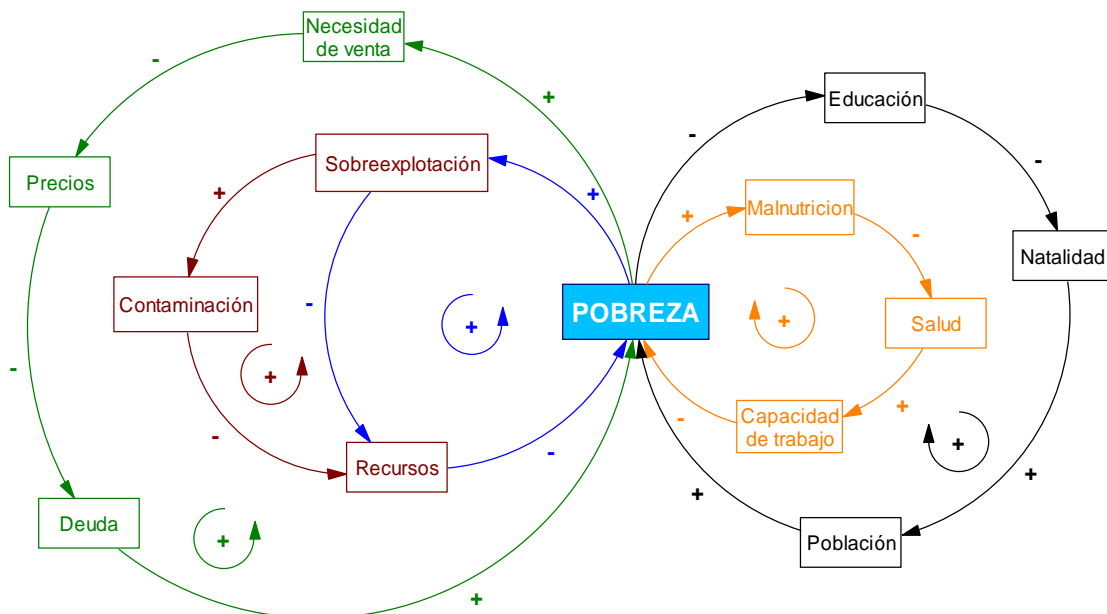 Necesidad
de venta
+
-
Educación
-
-
Sobreexplotación
Precios
+
+
Malnutricion
+
-
Natalidad
Contaminación
-
POBREZA
Salud
+
+
+
-
-
+
Capacidad
de trabajo
-
+
-
Recursos
-
+
+
+
Deuda
+
Población
+